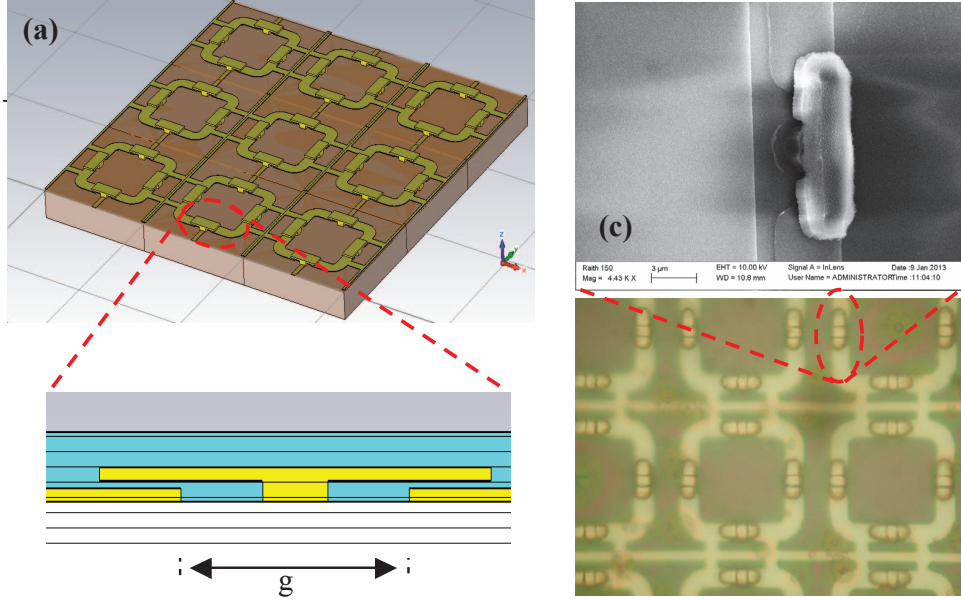 (a)
Z
Y
X
g
(c)
Raith 150
Mag = 4.43 K X
3 μm
EHT = 10.00 kV
WD = 10.8 mm
Signal A = InLens
User Name = ADMINISTRATOR
Date :9 Jan 2013
Time :11:04:10